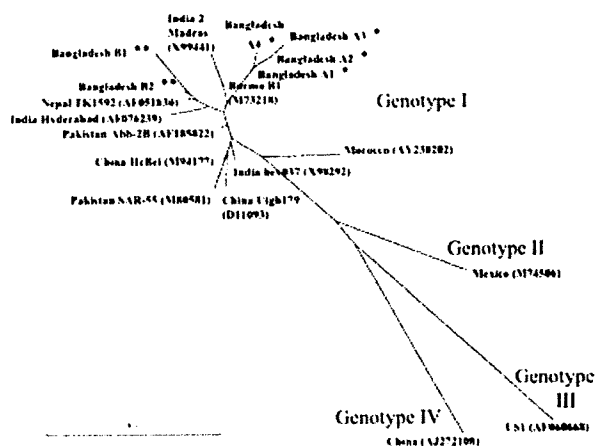 India 2
Madras
(X99441)
Bangladesh
A4 *
Bangladesh A3 *
Bangladesh B1 **
Bangladesh A2 *
Bangladesh A1 *
Bangladesh B2 **
Burma B1
(M73218)
Nepal TK1592 (AF051830)
India Hyderabad (AF076239)
Genotype I
Pakistan Abb-2B (AF185822)
Morocco (AY230202)
China HeBei (M94177)
India hev037 (X98292)
Pakistan SAR-55 (M80581)
China Uigh179
(D11093)
Genotype II
Mexico (M74506)
Genotype
III
Genotype IV
US1 (AF060668)
China (AJ272108)